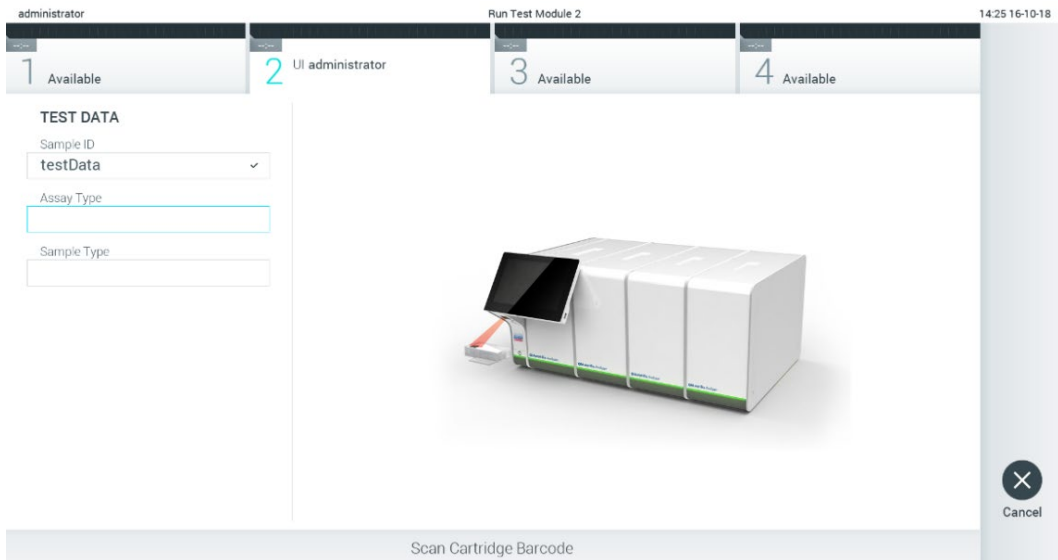 administrator Run Test Module 2 14:25 16-10-18
--:-- --:-- --:-- --:--
1 Available 2 UI administrator 3 Available 4 Available
TEST DATA
Sample ID
testData
Assay Type
Sample Type
Cancel
Scan Cartridge Barcode